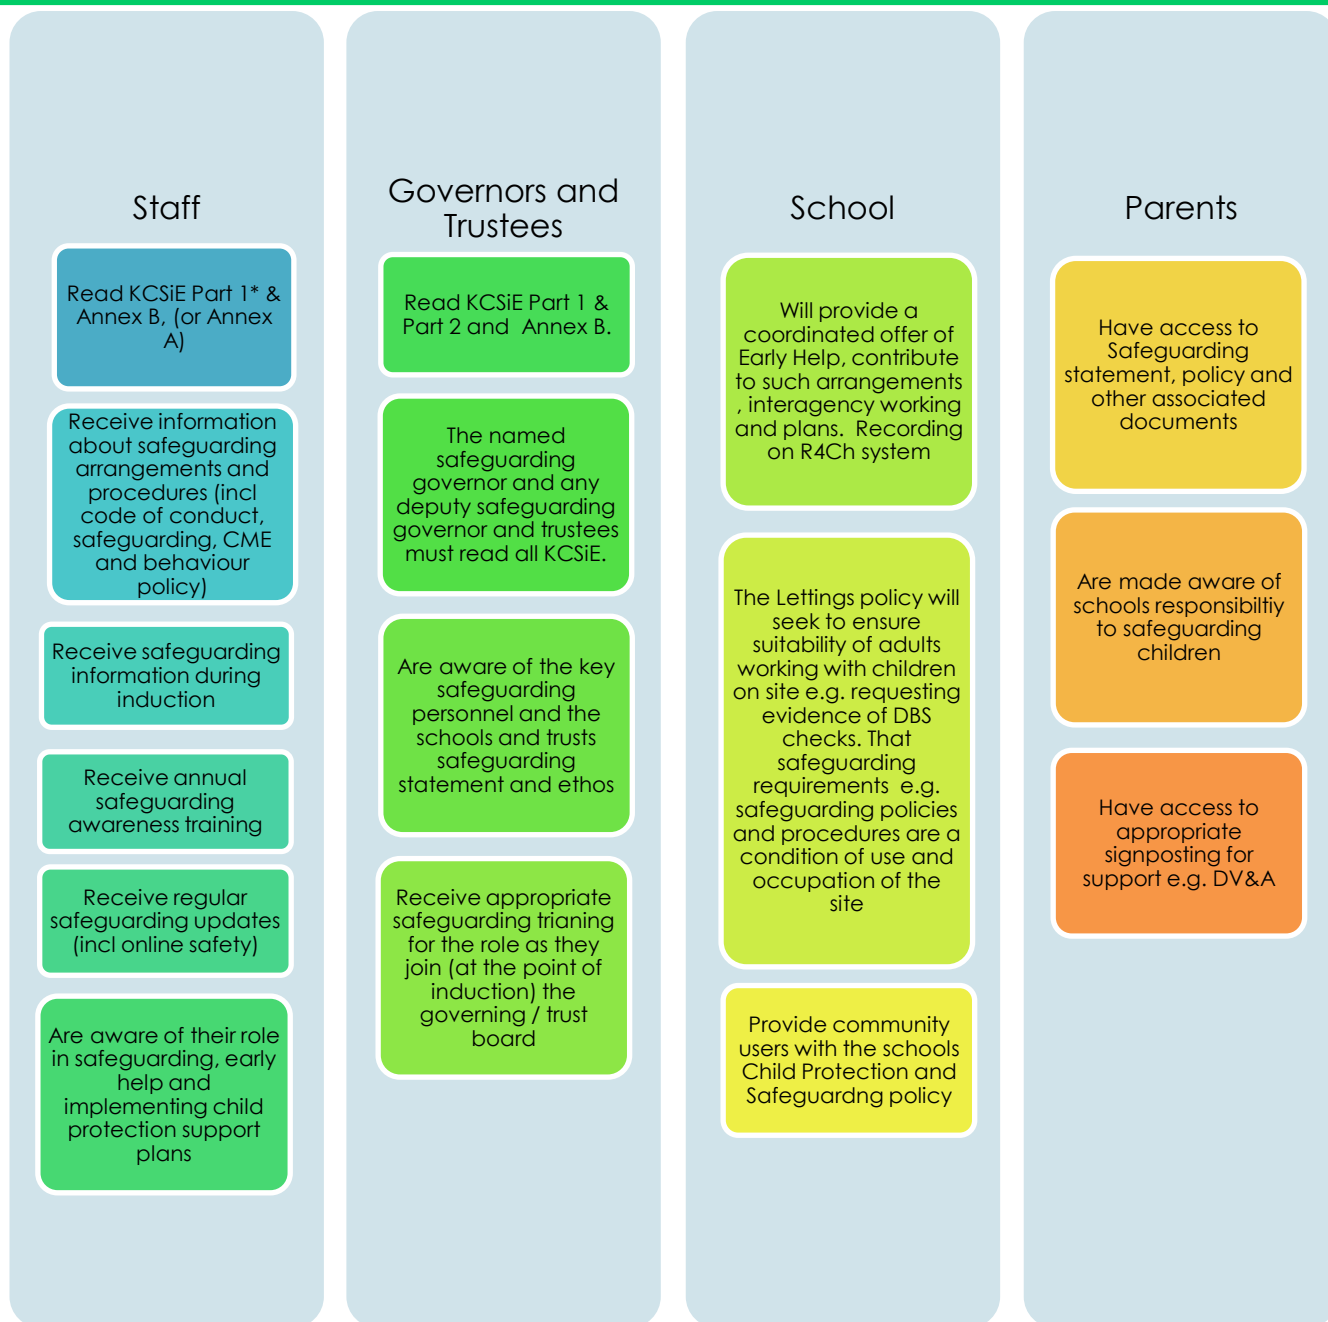 Staff
Read KCSiE Part 1* &
Annex B, (or Annex
A)
Receive information
about safeguarding
arrangements and
procedures (incl
code of conduct,
safeguarding, CME
and behaviour
policy)
Receive safeguarding
information during
induction
Receive annual
safeguarding
awareness training
Receive regular
safeguarding updates
(incl online safety)
Are aware of their role
in safeguarding, early
help and
implementing child
protection support
plans
Governors and
Trustees
Read KCSiE Part 1 &
Part 2 and Annex B.
The named
safeguarding
governor and any
deputy safeguarding
governor and trustees
must read all KCSiE.
Are aware of the key
safeguarding
personnel and the
schools and trusts
safeguarding
statement and ethos
Receive appropriate
safeguarding trianing
for the role as they
join (at the point of
induction) the
governing / trust
board
School
Will provide a
coordinated offer of
Early Help, contribute
to such arrangements
, interagency working
and plans. Recording
on R4Ch system
The Lettings policy will
seek to ensure
suitability of adults
working with children
on site e.g. requesting
evidence of DBS
checks. That
safeguarding
requirements e.g.
safeguarding policies
and procedures are a
condition of use and
occupation of the
site
Provide community
users with the schools
Child Protection and
Safeguardng policy
Parents
Have access to
Safeguarding
statement, policy and
other associated
documents
Are made aware of
schools responsibiltiy
to safeguarding
children
Have access to
appropriate
signposting for
support e.g. DV&A